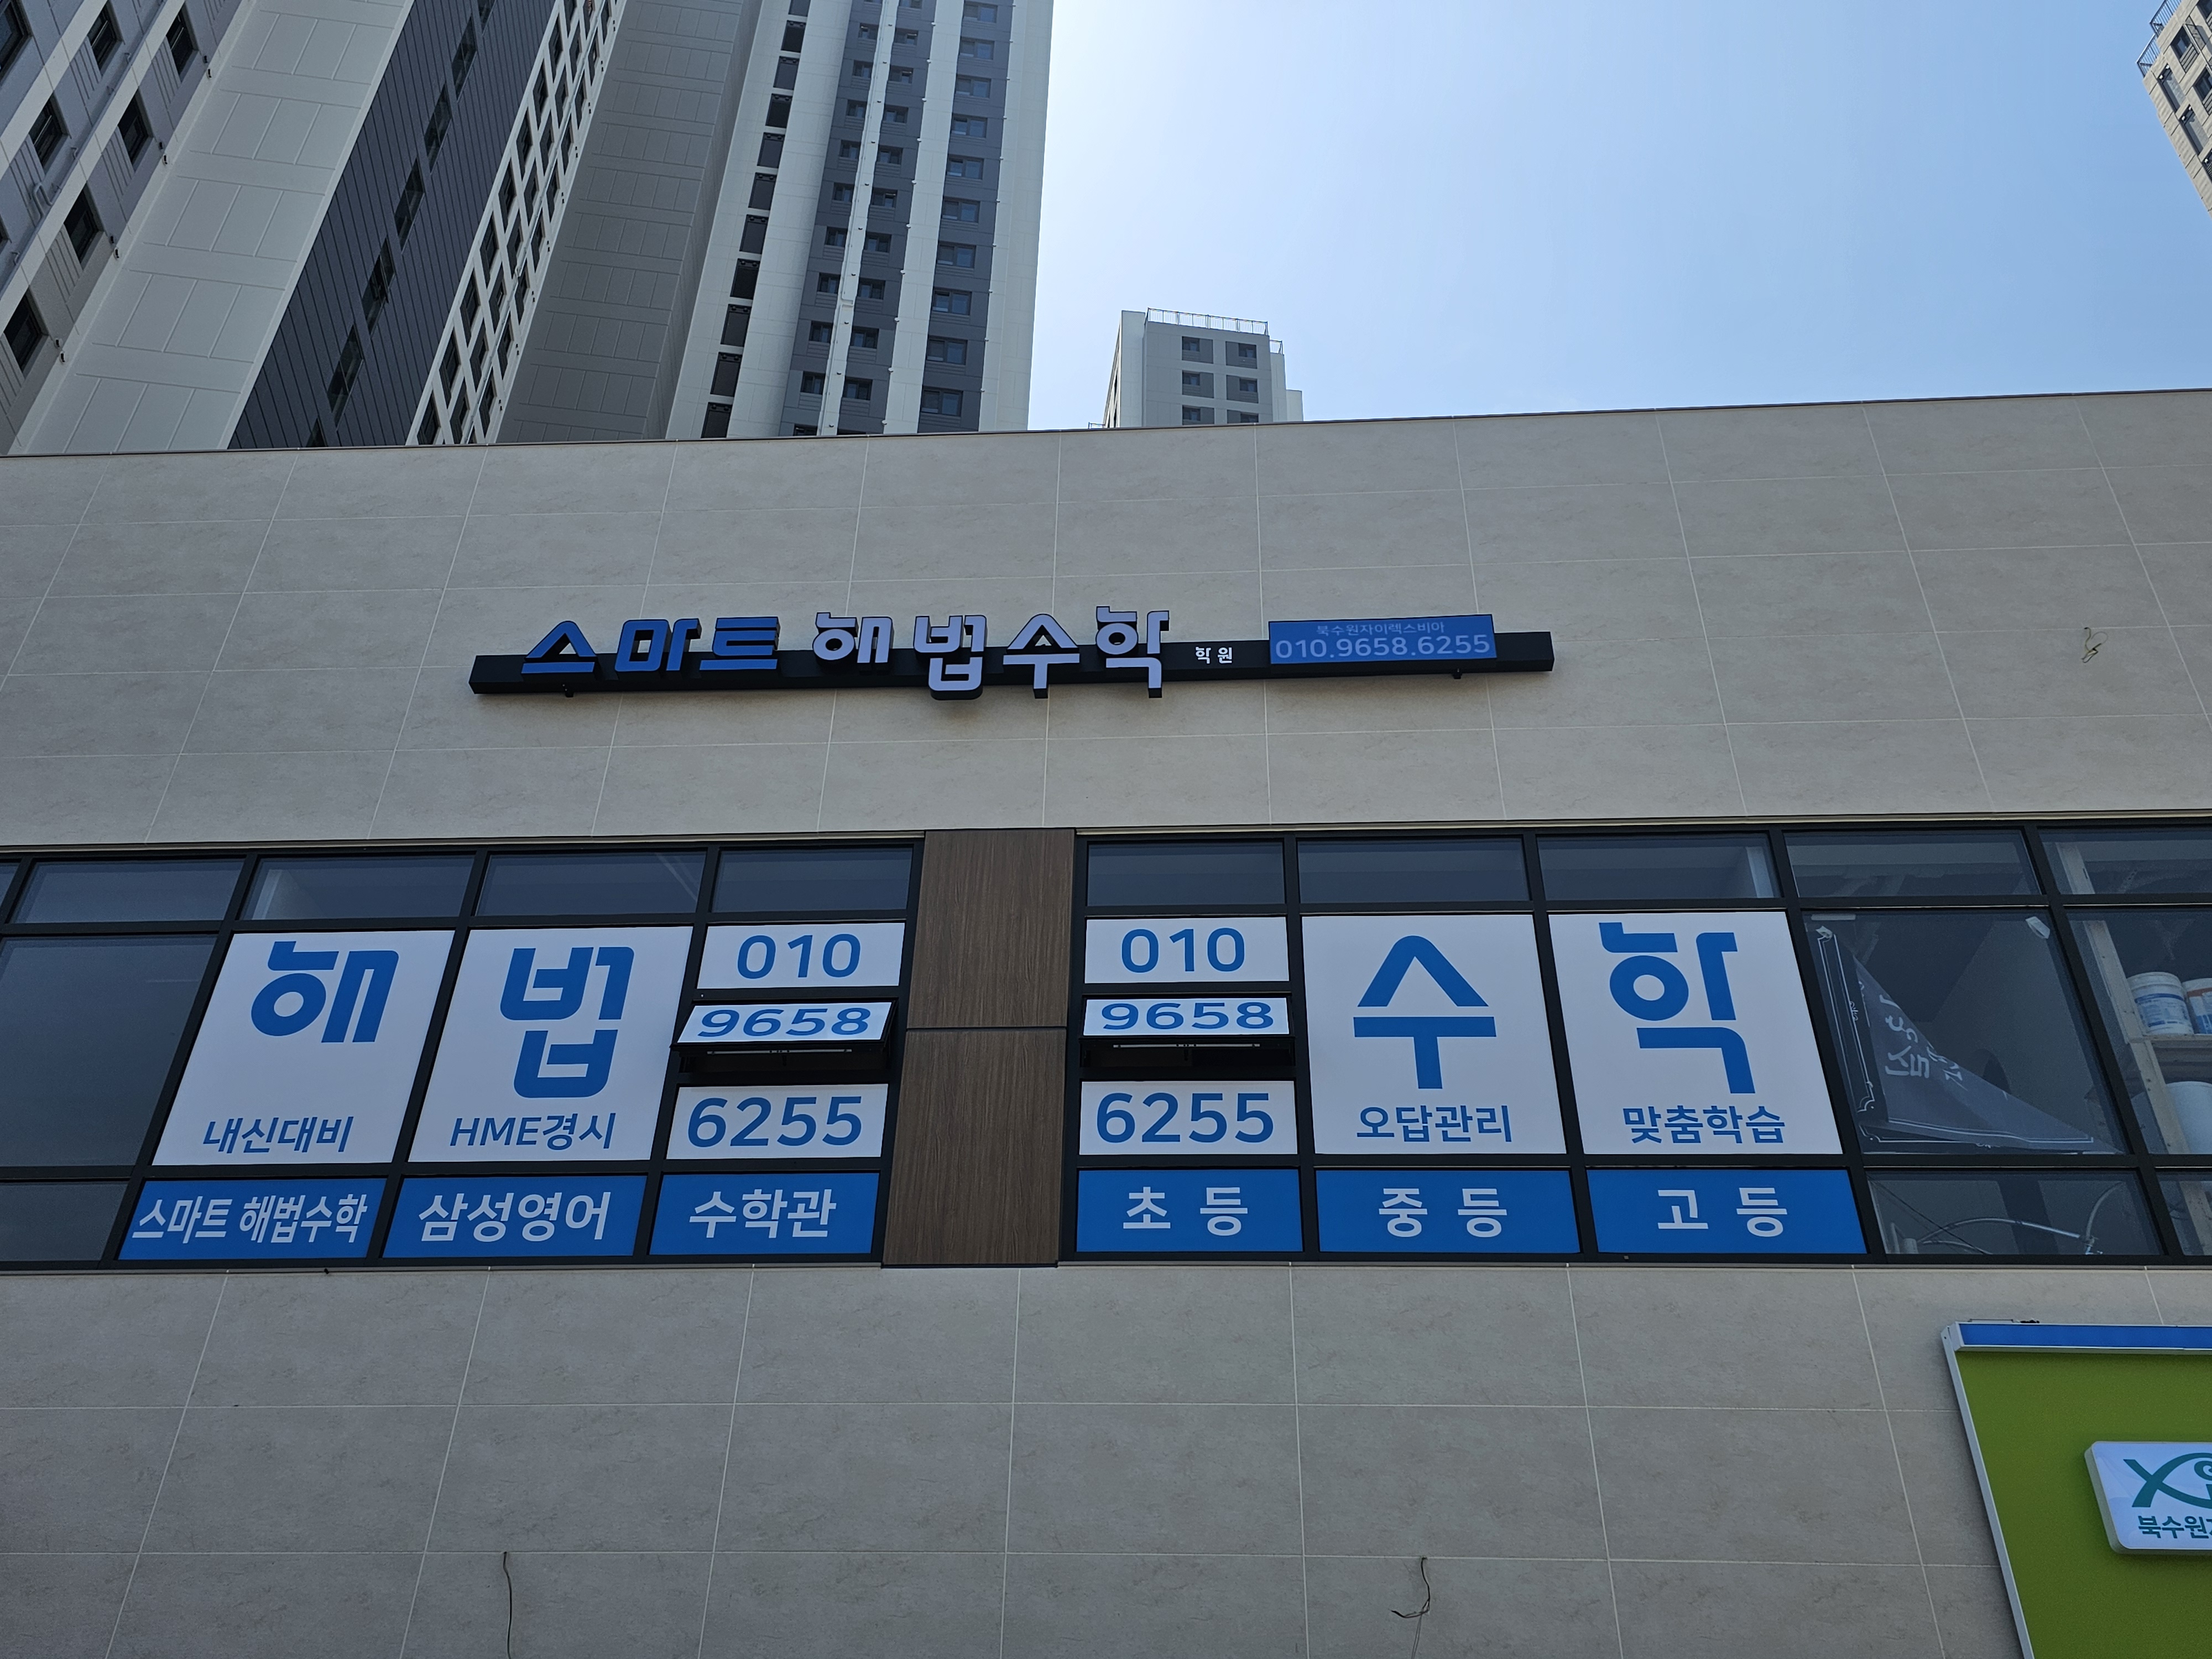 스마트 해법수학 학원
북수원자이렉스비아
010.9658.6255
해 법
010
9658
6255
내신대비
HME경시
스마트 해법수학
삼성영어
수학관
010
9658
6255
수 학
오답관리
맞춤학습
초 등
중 등
고 등
북수원